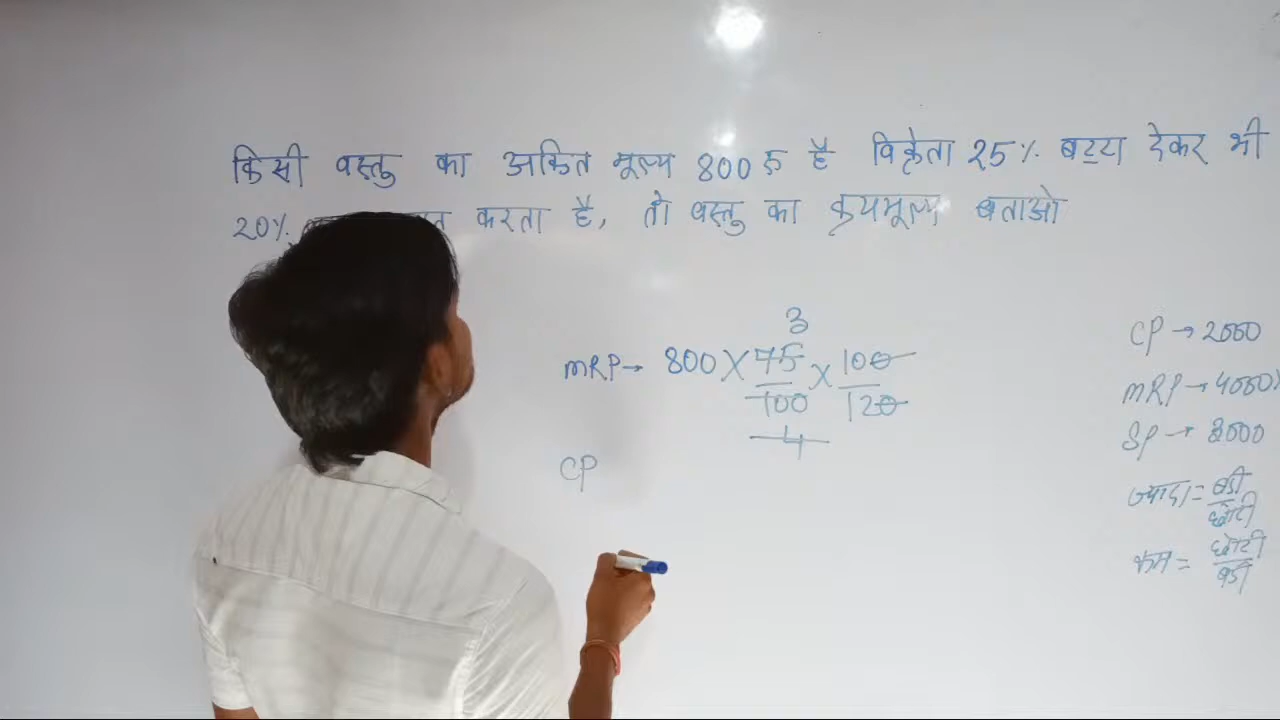 किसी वस्तु का अंकित मूल्य 800 रु है विक्रेता 25% बट्टा देकर भी
20% करता है, तो वस्तु का क्रयमूल्य बताओ
3
MRP→ 800 × 75/100 × 100/120
4
CP
CP → 2000
MRP → 4000
SP → 3000
ज्यादा = बडी/छोटी
कम = छोटी/बडी